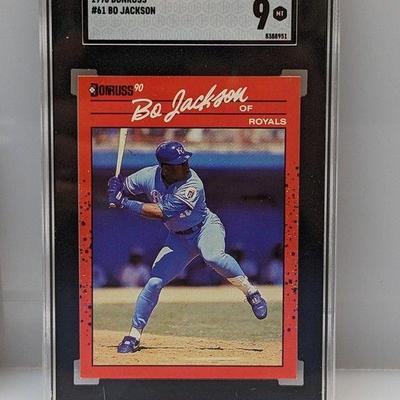 1990 DONRUSS
#61 BO JACKSON
9
MT
8388951
DONRUSS 90
Bo Jackson
OF
ROYALS